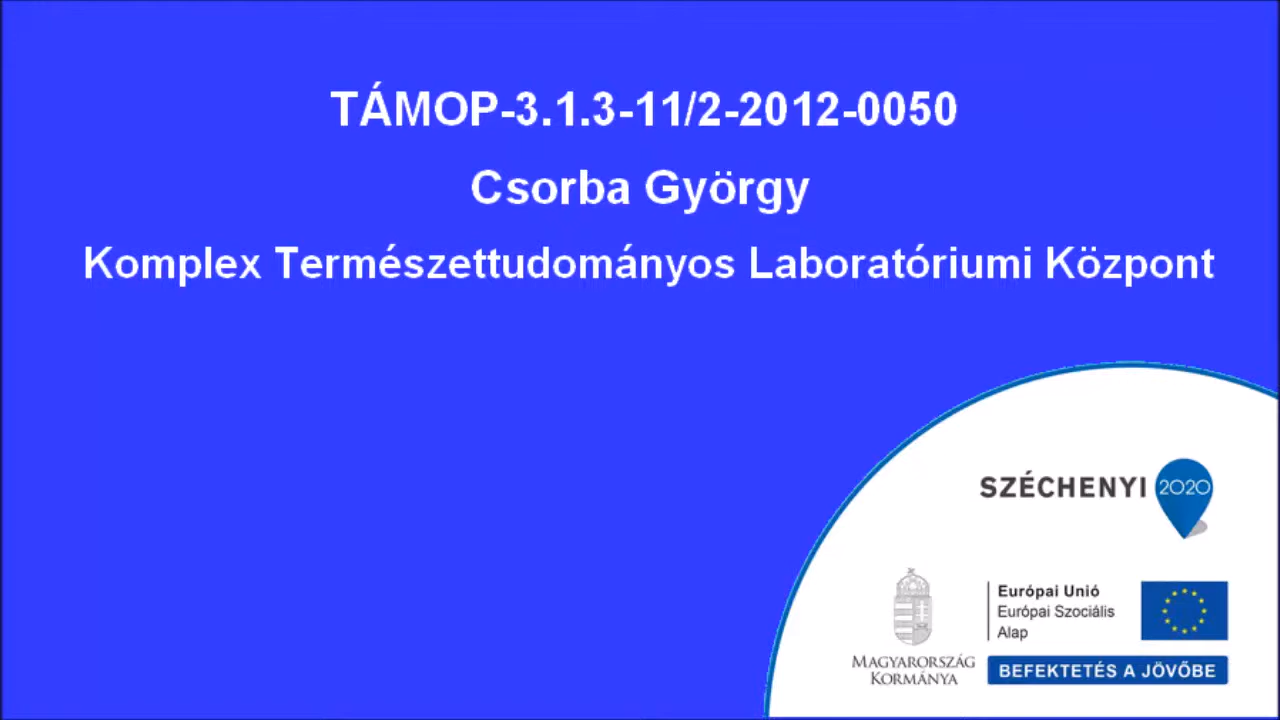 TÁMOP-3.1.3-11/2-2012-0050
Csorba György
Komplex Természettudományos Laboratóriumi Központ
SZÉCHENYI 2020
Európai Unió
Európai Szociális
Alap
MAGYARORSZÁG
KORMÁNYA
BEFEKTETÉS A JÖVŐBE